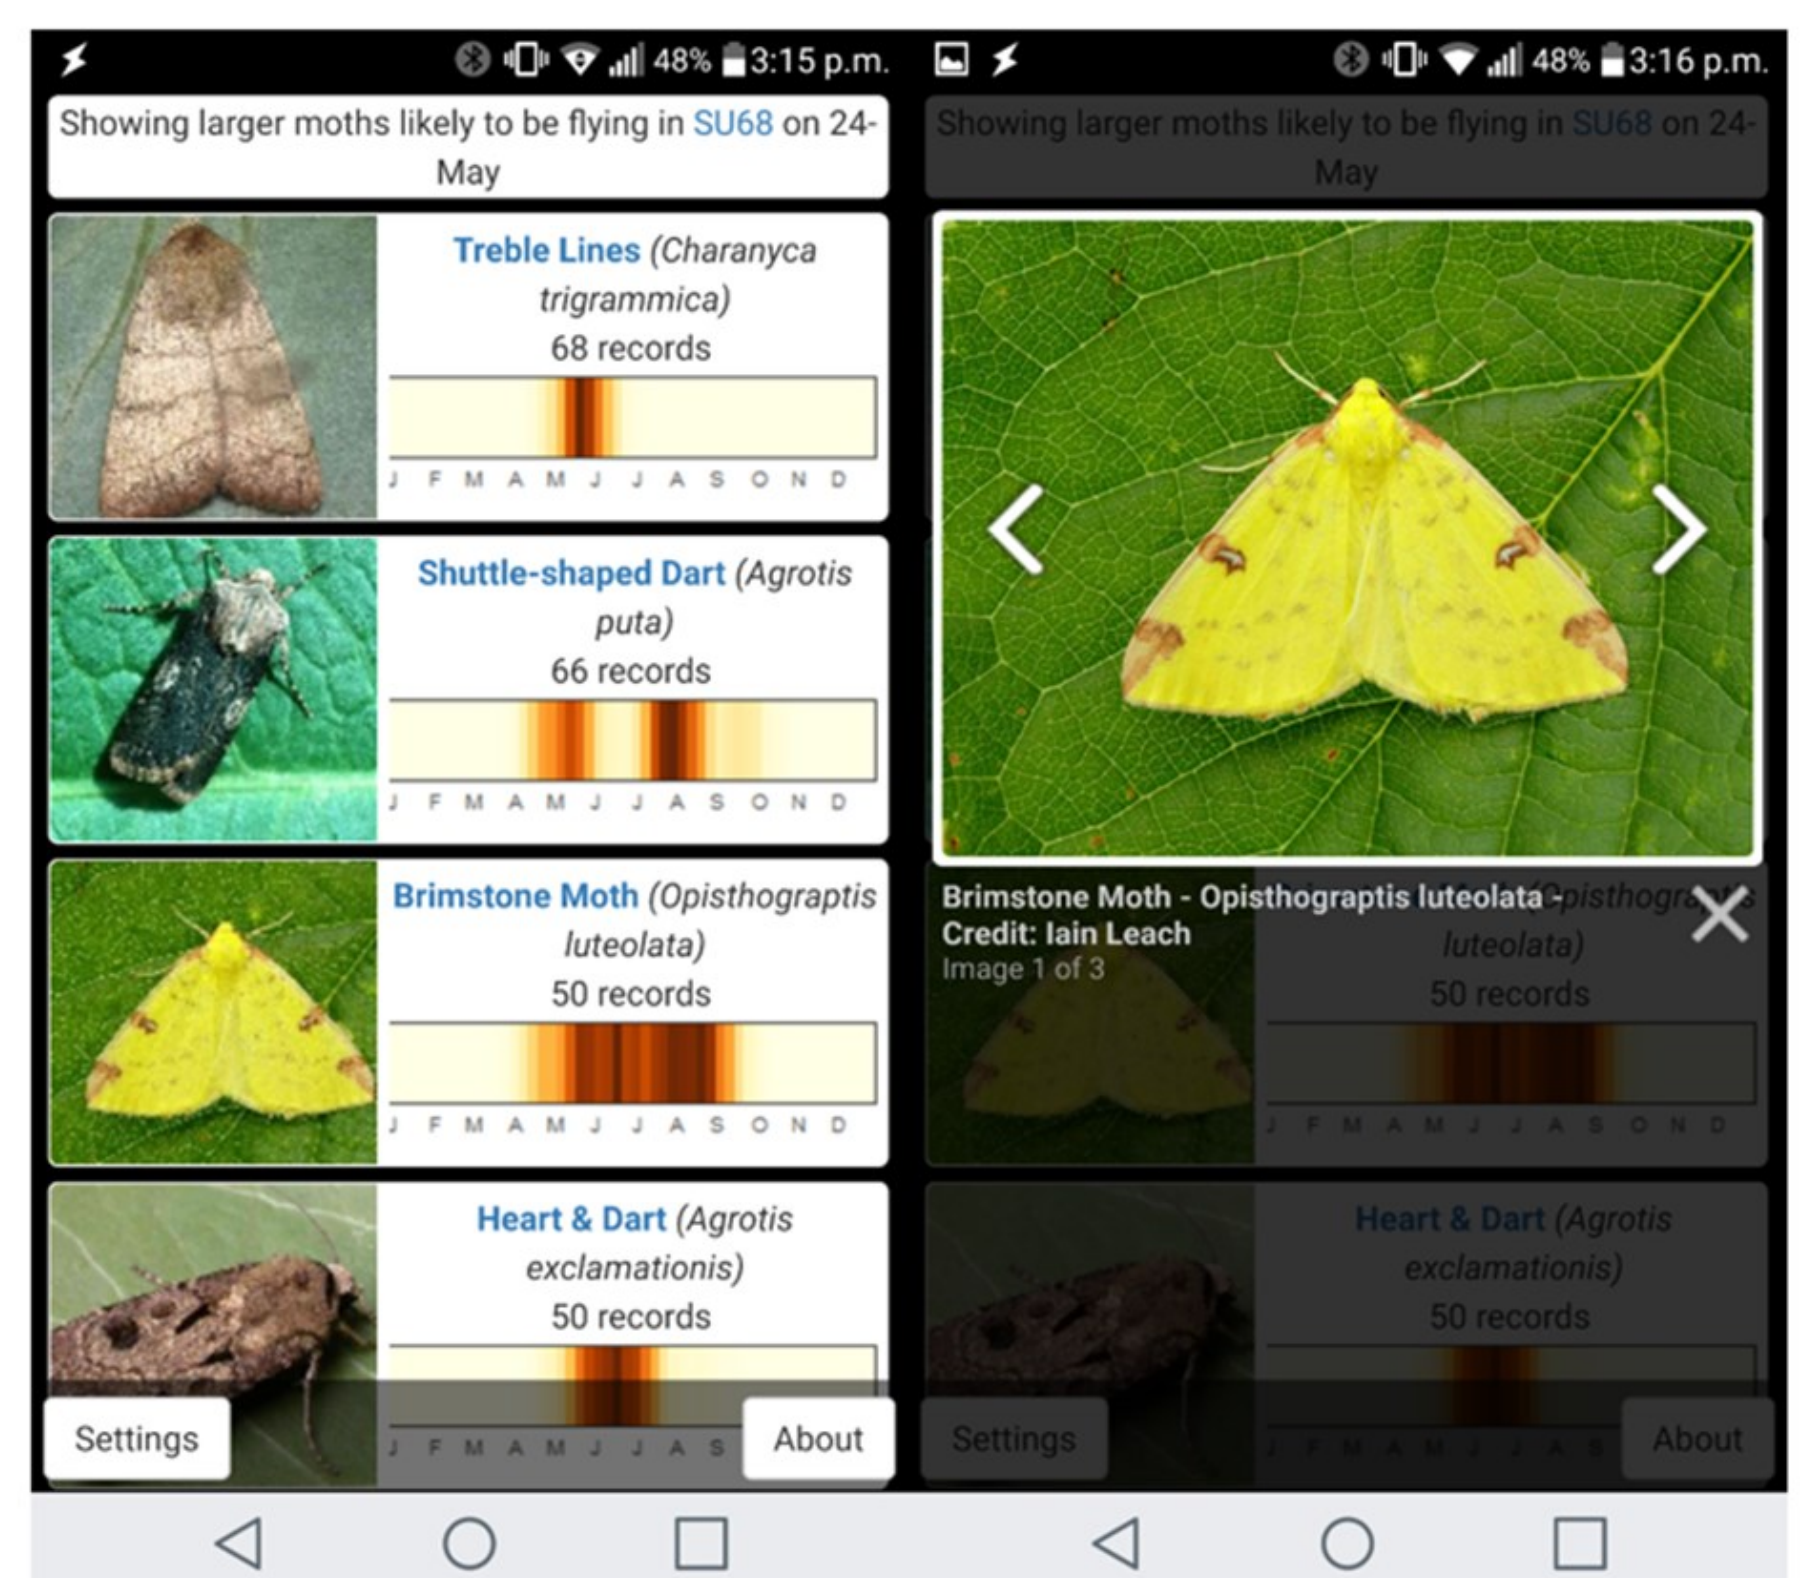 48% 3:15 p.m.
Showing larger moths likely to be flying in SU68 on 24-
May
Treble Lines (Charanyca
trigrammica)
68 records
J F M A M J J A S O N D
Shuttle-shaped Dart (Agrotis
puta)
66 records
J F M A M J J A S O N D
Brimstone Moth (Opisthograptis
luteolata)
50 records
J F M A M J J A S O N D
Heart & Dart (Agrotis
exclamationis)
50 records
J F M A M J J A S
Settings
About
48% 3:16 p.m.
Showing larger moths likely to be flying in SU68 on 24-
May
Brimstone Moth - Opisthograptis luteolata -
Credit: Iain Leach
Image 1 of 3
(Opisthograptis
luteolata)
50 records
J F M A M J J A S O N D
Heart & Dart (Agrotis
exclamationis)
50 records
J F M A M J J A S
Settings
About